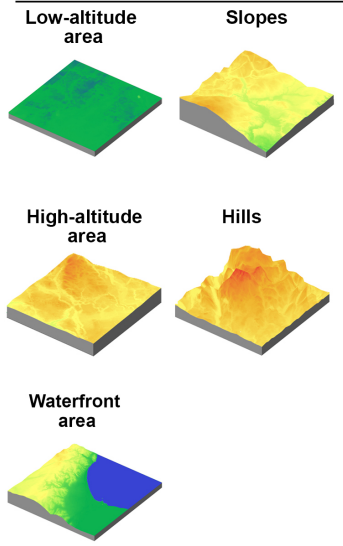 Low-altitude
area
Slopes
High-altitude
area
Hills
Waterfront
area